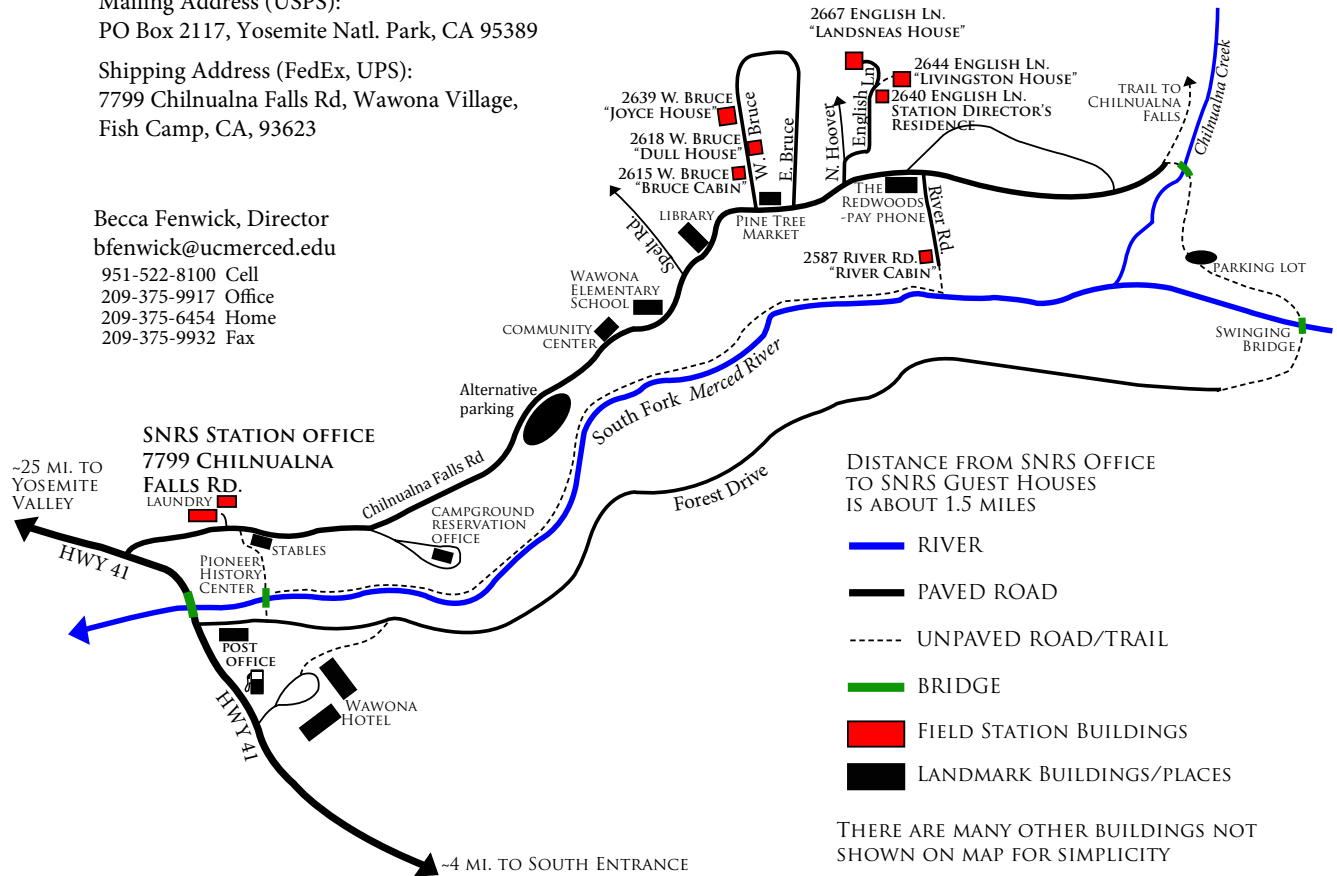 Mailing Address (USPS):
PO Box 2117, Yosemite Natl. Park, CA 95389
Shipping Address (FedEx, UPS):
7799 Chilnualna Falls Rd, Wawona Village,
Fish Camp, CA, 93623
Becca Fenwick, Director
bfenwick@ucmerced.edu
951-522-8100 Cell
209-375-9917 Office
209-375-6454 Home
209-375-9932 Fax
2667 English Ln.
"Landsneas House"
2644 English Ln.
"Livingston House"
2640 English Ln.
Station Director's
Residence
2639 W. Bruce
"Joyce House"
2618 W. Bruce
"Dull House"
2615 W. Bruce
"Bruce Cabin"
W. Bruce
E. Bruce
N. Hoover
English Ln
Trail to
Chilnualna
Falls
Chilnualna Creek
Library
Pine Tree
Market
The
Redwoods
-pay phone
River Rd.
Spelt Rd.
2587 River Rd.
"River Cabin"
Parking Lot
Swinging
Bridge
Wawona
Elementary
School
Community
Center
Alternative
parking
South Fork Merced River
Forest Drive
Chilnualna Falls Rd
SNRS Station office
7799 Chilnualna
Falls Rd.
Laundry
~25 mi. to
Yosemite
Valley
HWY 41
Stables
Pioneer
History
Center
Campground
Reservation
Office
Post
Office
Wawona
Hotel
HWY 41
~4 mi. to South Entrance
Distance from SNRS Office
to SNRS Guest Houses
is about 1.5 miles
River
Paved Road
Unpaved Road/Trail
Bridge
Field Station Buildings
Landmark Buildings/places
There are many other buildings not
shown on map for simplicity